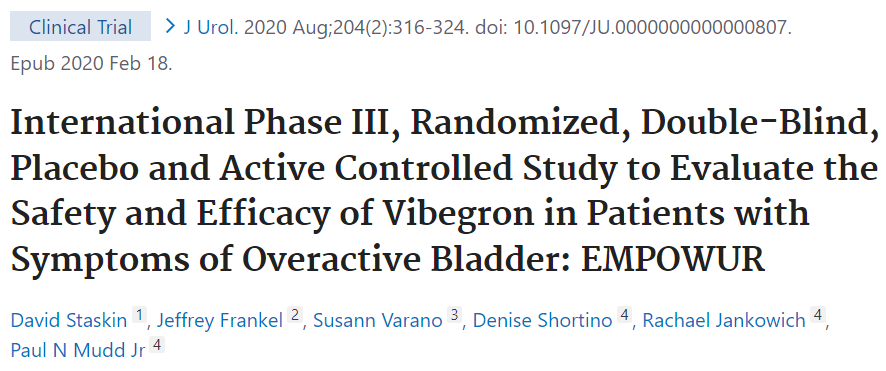 Clinical Trial > J Urol. 2020 Aug;204(2):316-324. doi: 10.1097/JU.0000000000000807.
Epub 2020 Feb 18.
International Phase III, Randomized, Double-Blind,
Placebo and Active Controlled Study to Evaluate the
Safety and Efficacy of Vibegron in Patients with
Symptoms of Overactive Bladder: EMPOWUR
David Staskin 1, Jeffrey Frankel 2, Susann Varano 3, Denise Shortino 4, Rachael Jankowich 4,
Paul N Mudd Jr 4